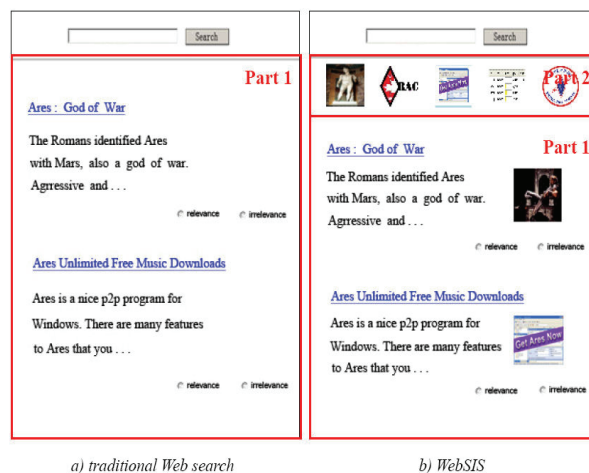 Search
Part 1
Ares : God of War
The Romans identified Ares
with Mars, also a god of war.
Agrressive and . . .
relevance irrelevance
Ares Unlimited Free Music Downloads
Ares is a nice p2p program for
Windows. There are many features
to Ares that you . . .
relevance irrelevance
a) traditional Web search
Search
RAC
Part 2
Part 1
Ares : God of War
The Romans identified Ares
with Mars, also a god of war.
Agrressive and . . .
relevance irrelevance
Ares Unlimited Free Music Downloads
Ares is a nice p2p program for
Windows. There are many features
to Ares that you . . .
Get Ares Now
relevance irrelevance
b) WebSIS